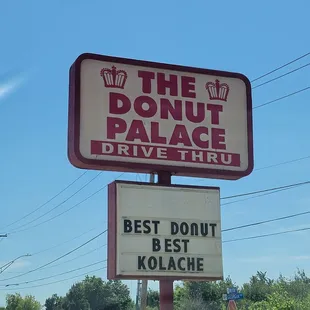 THE
DONUT
PALACE
DRIVE THRU
BEST DONUT
BEST
KOLACHE